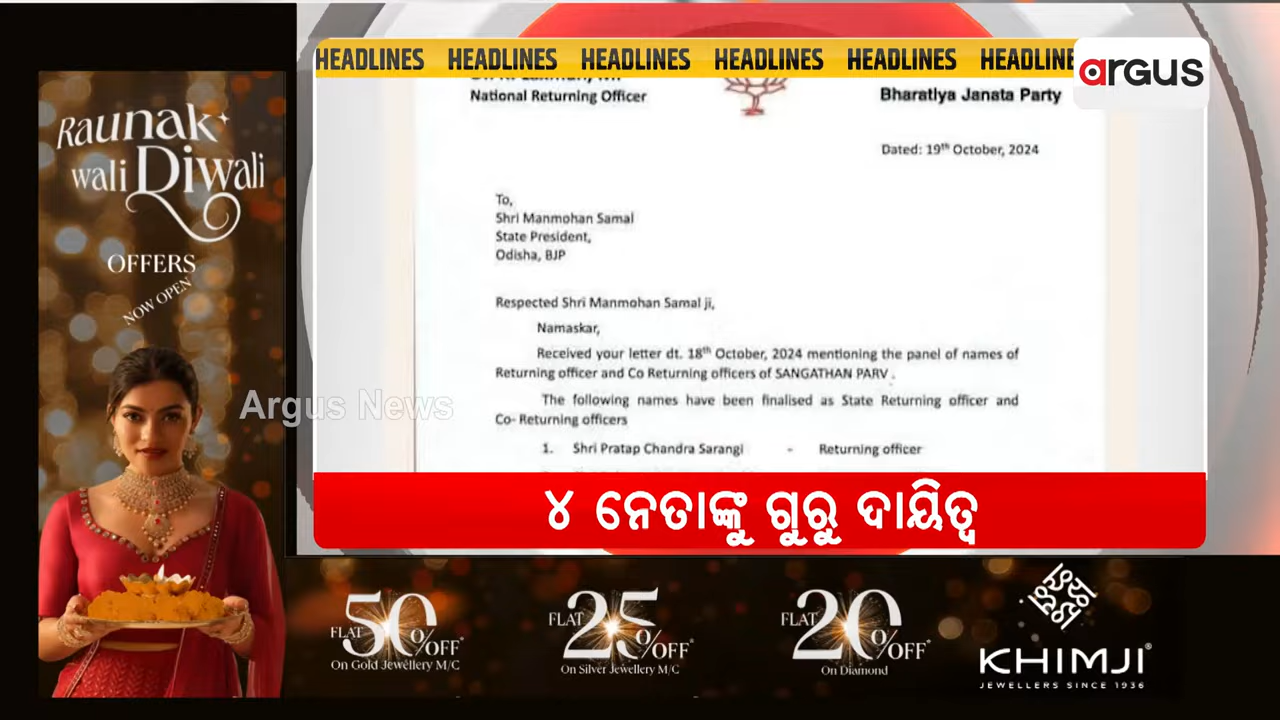 HEADLINES HEADLINES HEADLINES HEADLINES HEADLINES
argus
National Returning Officer
Bharatiya Janata Party
Dated: 19th October, 2024
To,
Shri Manmohan Samal
State President,
Odisha, BJP
Respected Shri Manmohan Samal ji,
Namaskar,
Received your letter dt. 18th October, 2024 mentioning the panel of names of
Returning officer and Co Returning officers of SANGATHAN PARV .
The following names have been finalised as State Returning officer and
Co- Returning officers
1. Shri Pratap Chandra Sarangi - Returning officer
୪ ନେତାଙ୍କୁ ଗୁରୁ ଦାୟିତ୍ୱ
Argus News
Raunak
wali Diwali
OFFERS
NOW OPEN
FLAT 50%OFF*
On Gold Jewellery M/C
FLAT 25%OFF*
On Silver Jewellery M/C
FLAT 20%OFF*
On Diamond
KHIMJI®
JEWELLERS SINCE 1936